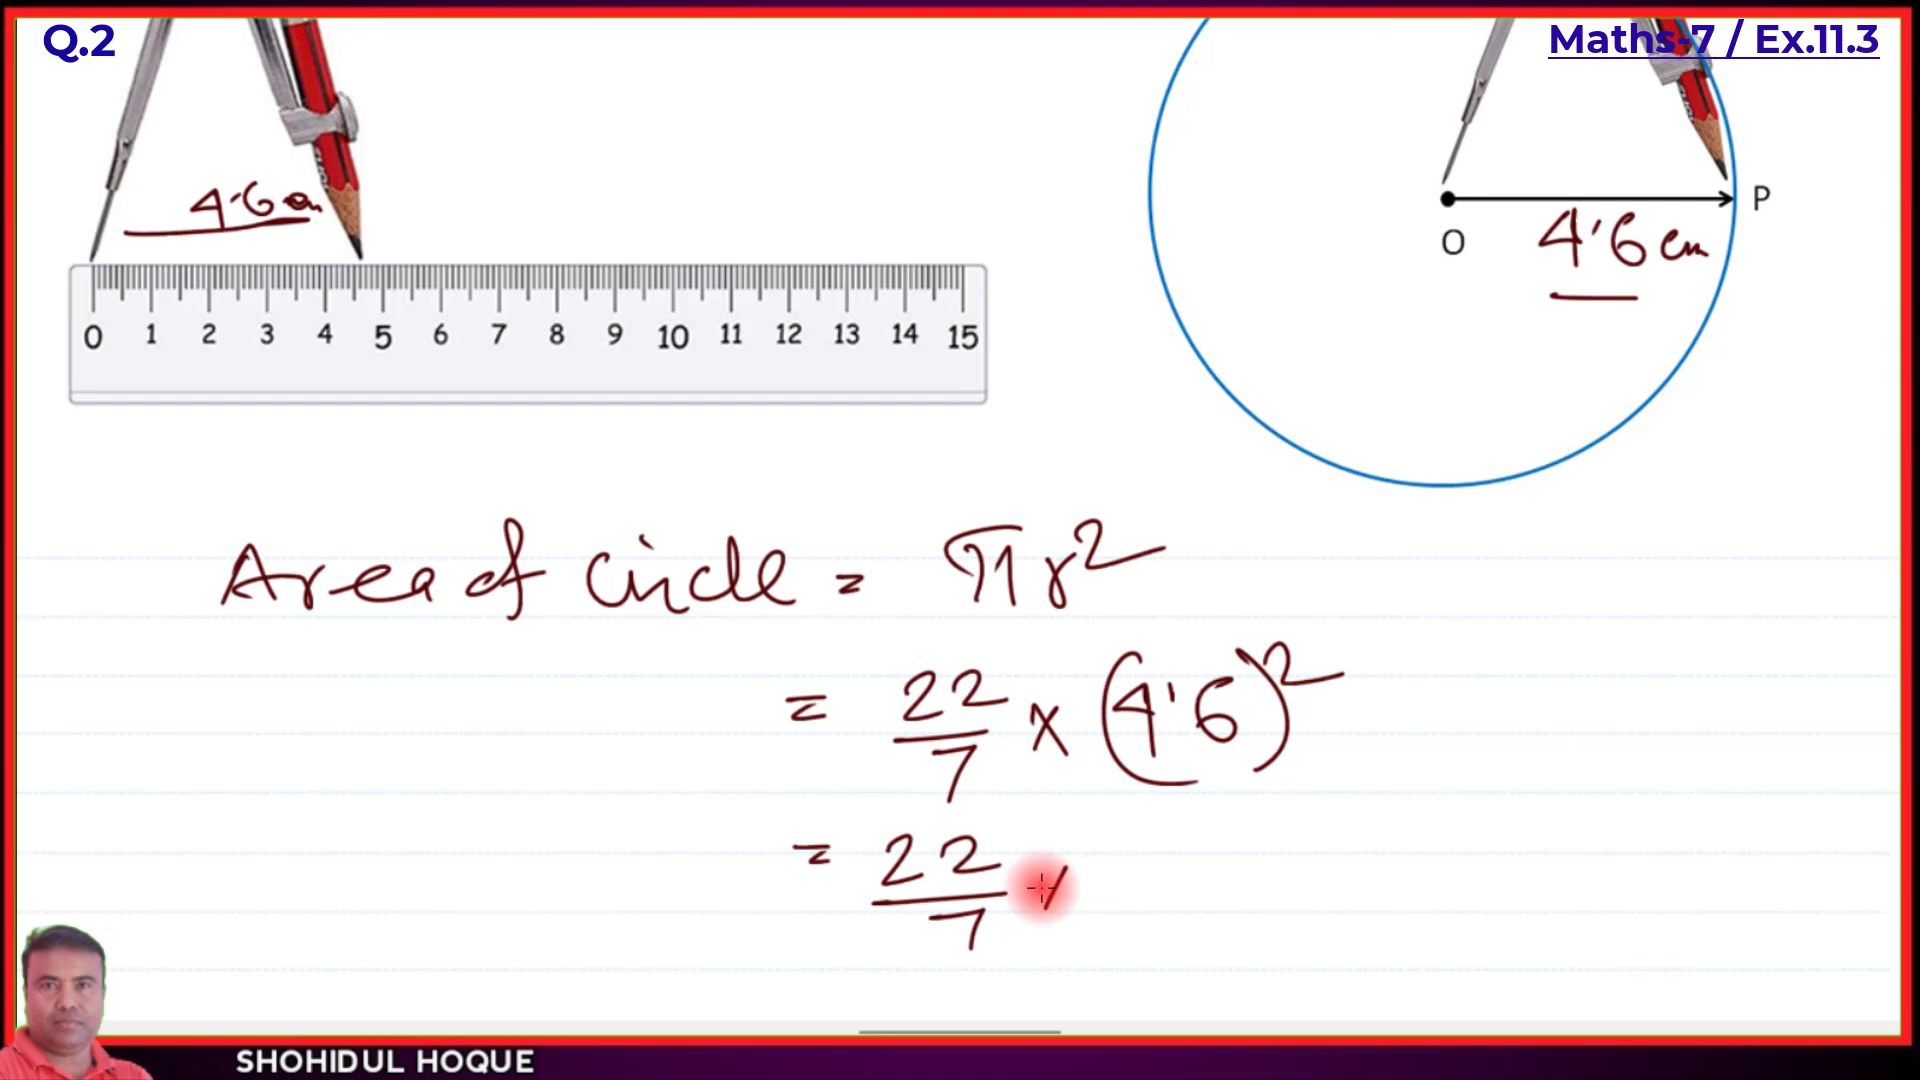 Q.2
Maths-7 / Ex.11.3
4.6 cm
P
O
4.6 cm
0 1 2 3 4 5 6 7 8 9 10 11 12 13 14 15
Area of circle = πr²
= 22/7 × (4.6)²
= 22/7
SHOHIDUL HOQUE